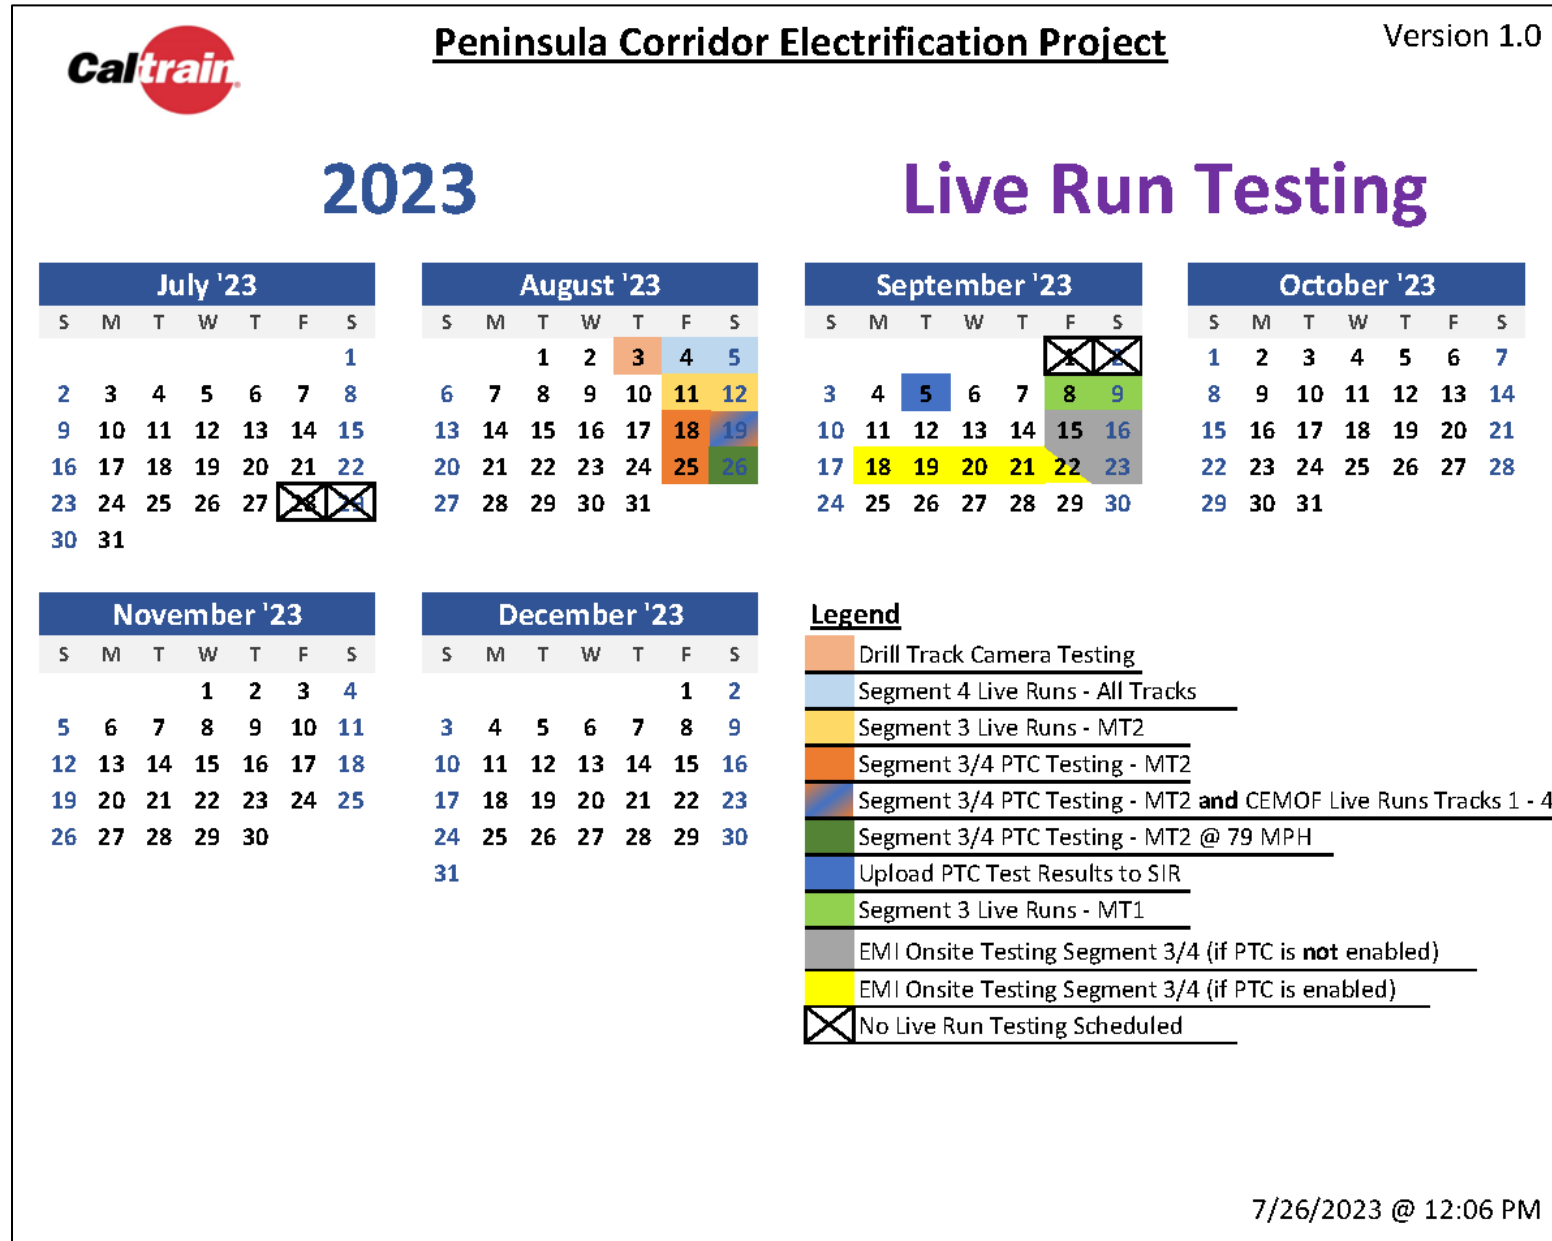 Caltrain
Peninsula Corridor Electrification Project
Version 1.0
2023
Live Run Testing
July '23
S M T W T F S
1
2 3 4 5 6 7 8
9 10 11 12 13 14 15
16 17 18 19 20 21 22
23 24 25 26 27 28 29
30 31
August '23
S M T W T F S
1 2 3 4 5
6 7 8 9 10 11 12
13 14 15 16 17 18 19
20 21 22 23 24 25 26
27 28 29 30 31
September '23
S M T W T F S
1 2
3 4 5 6 7 8 9
10 11 12 13 14 15 16
17 18 19 20 21 22 23
24 25 26 27 28 29 30
October '23
S M T W T F S
1 2 3 4 5 6 7
8 9 10 11 12 13 14
15 16 17 18 19 20 21
22 23 24 25 26 27 28
29 30 31
November '23
S M T W T F S
1 2 3 4
5 6 7 8 9 10 11
12 13 14 15 16 17 18
19 20 21 22 23 24 25
26 27 28 29 30
December '23
S M T W T F S
1 2
3 4 5 6 7 8 9
10 11 12 13 14 15 16
17 18 19 20 21 22 23
24 25 26 27 28 29 30
31
Legend
Drill Track Camera Testing
Segment 4 Live Runs - All Tracks
Segment 3 Live Runs - MT2
Segment 3/4 PTC Testing - MT2
Segment 3/4 PTC Testing - MT2 and CEMOF Live Runs Tracks 1 - 4
Segment 3/4 PTC Testing - MT2 @ 79 MPH
Upload PTC Test Results to SIR
Segment 3 Live Runs - MT1
EMI Onsite Testing Segment 3/4 (if PTC is not enabled)
EMI Onsite Testing Segment 3/4 (if PTC is enabled)
No Live Run Testing Scheduled
7/26/2023 @ 12:06 PM